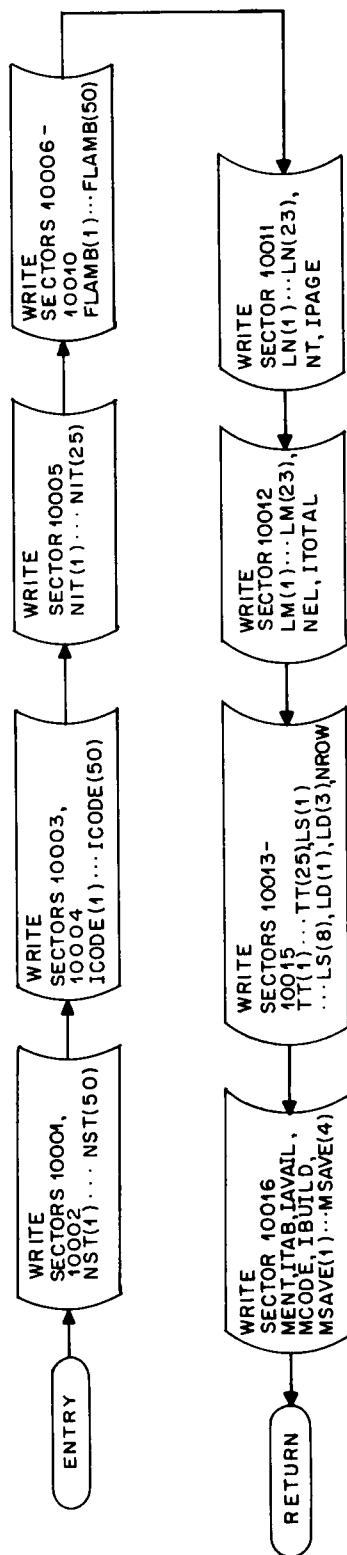 ENTRY
WRITE
SECTORS 10001,
10002
NST(1)··· NST(50)
WRITE
SECTORS 10003,
10004
ICODE(1)··· ICODE(50)
WRITE
SECTOR 10005
NIT(1)··· NIT(25)
WRITE
SECTORS 10006-
10010
FLAMB(1)···FLAMB(50)
WRITE
SECTOR 10011
LN(1)···LN(23),
NT, IPAGE
WRITE
SECTOR 10012
LM(1)···LM(23),
NEL, ITOTAL
WRITE
SECTORS 10013-
10015
TT(1)···TT(25),LS(1)
···LS(8),LD(1),LD(3),NROW
WRITE
SECTOR 10016
MENT,ITAB,IAVAIL,
MCODE, IBUILD,
MSAVE(1)···MSAVE(4)
RETURN